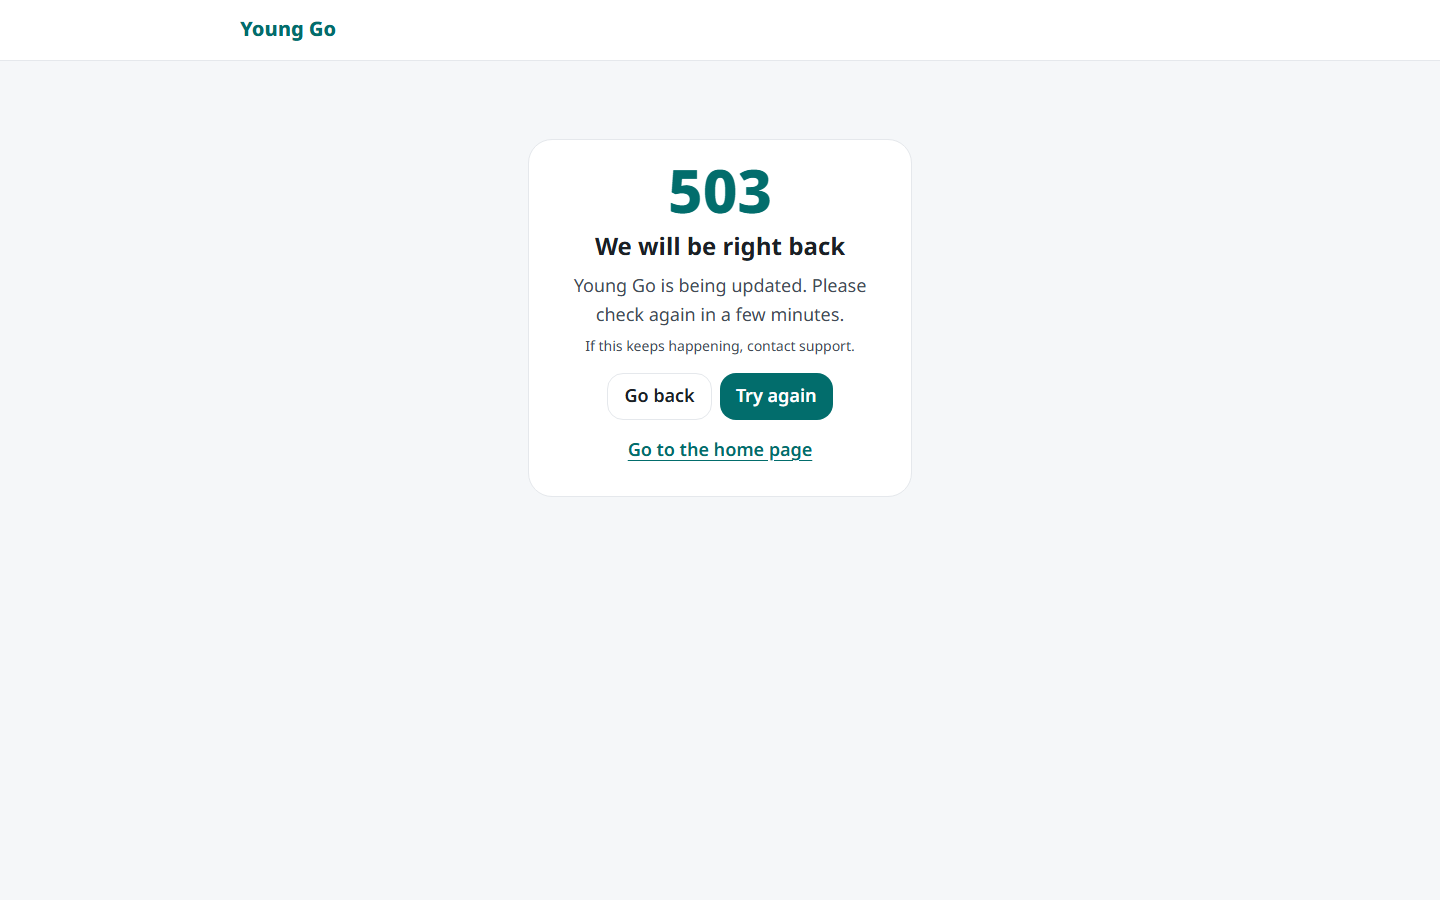 Young Go
503
We will be right back
Young Go is being updated. Please
check again in a few minutes.
If this keeps happening, contact support.
Go back
Try again
Go to the home page